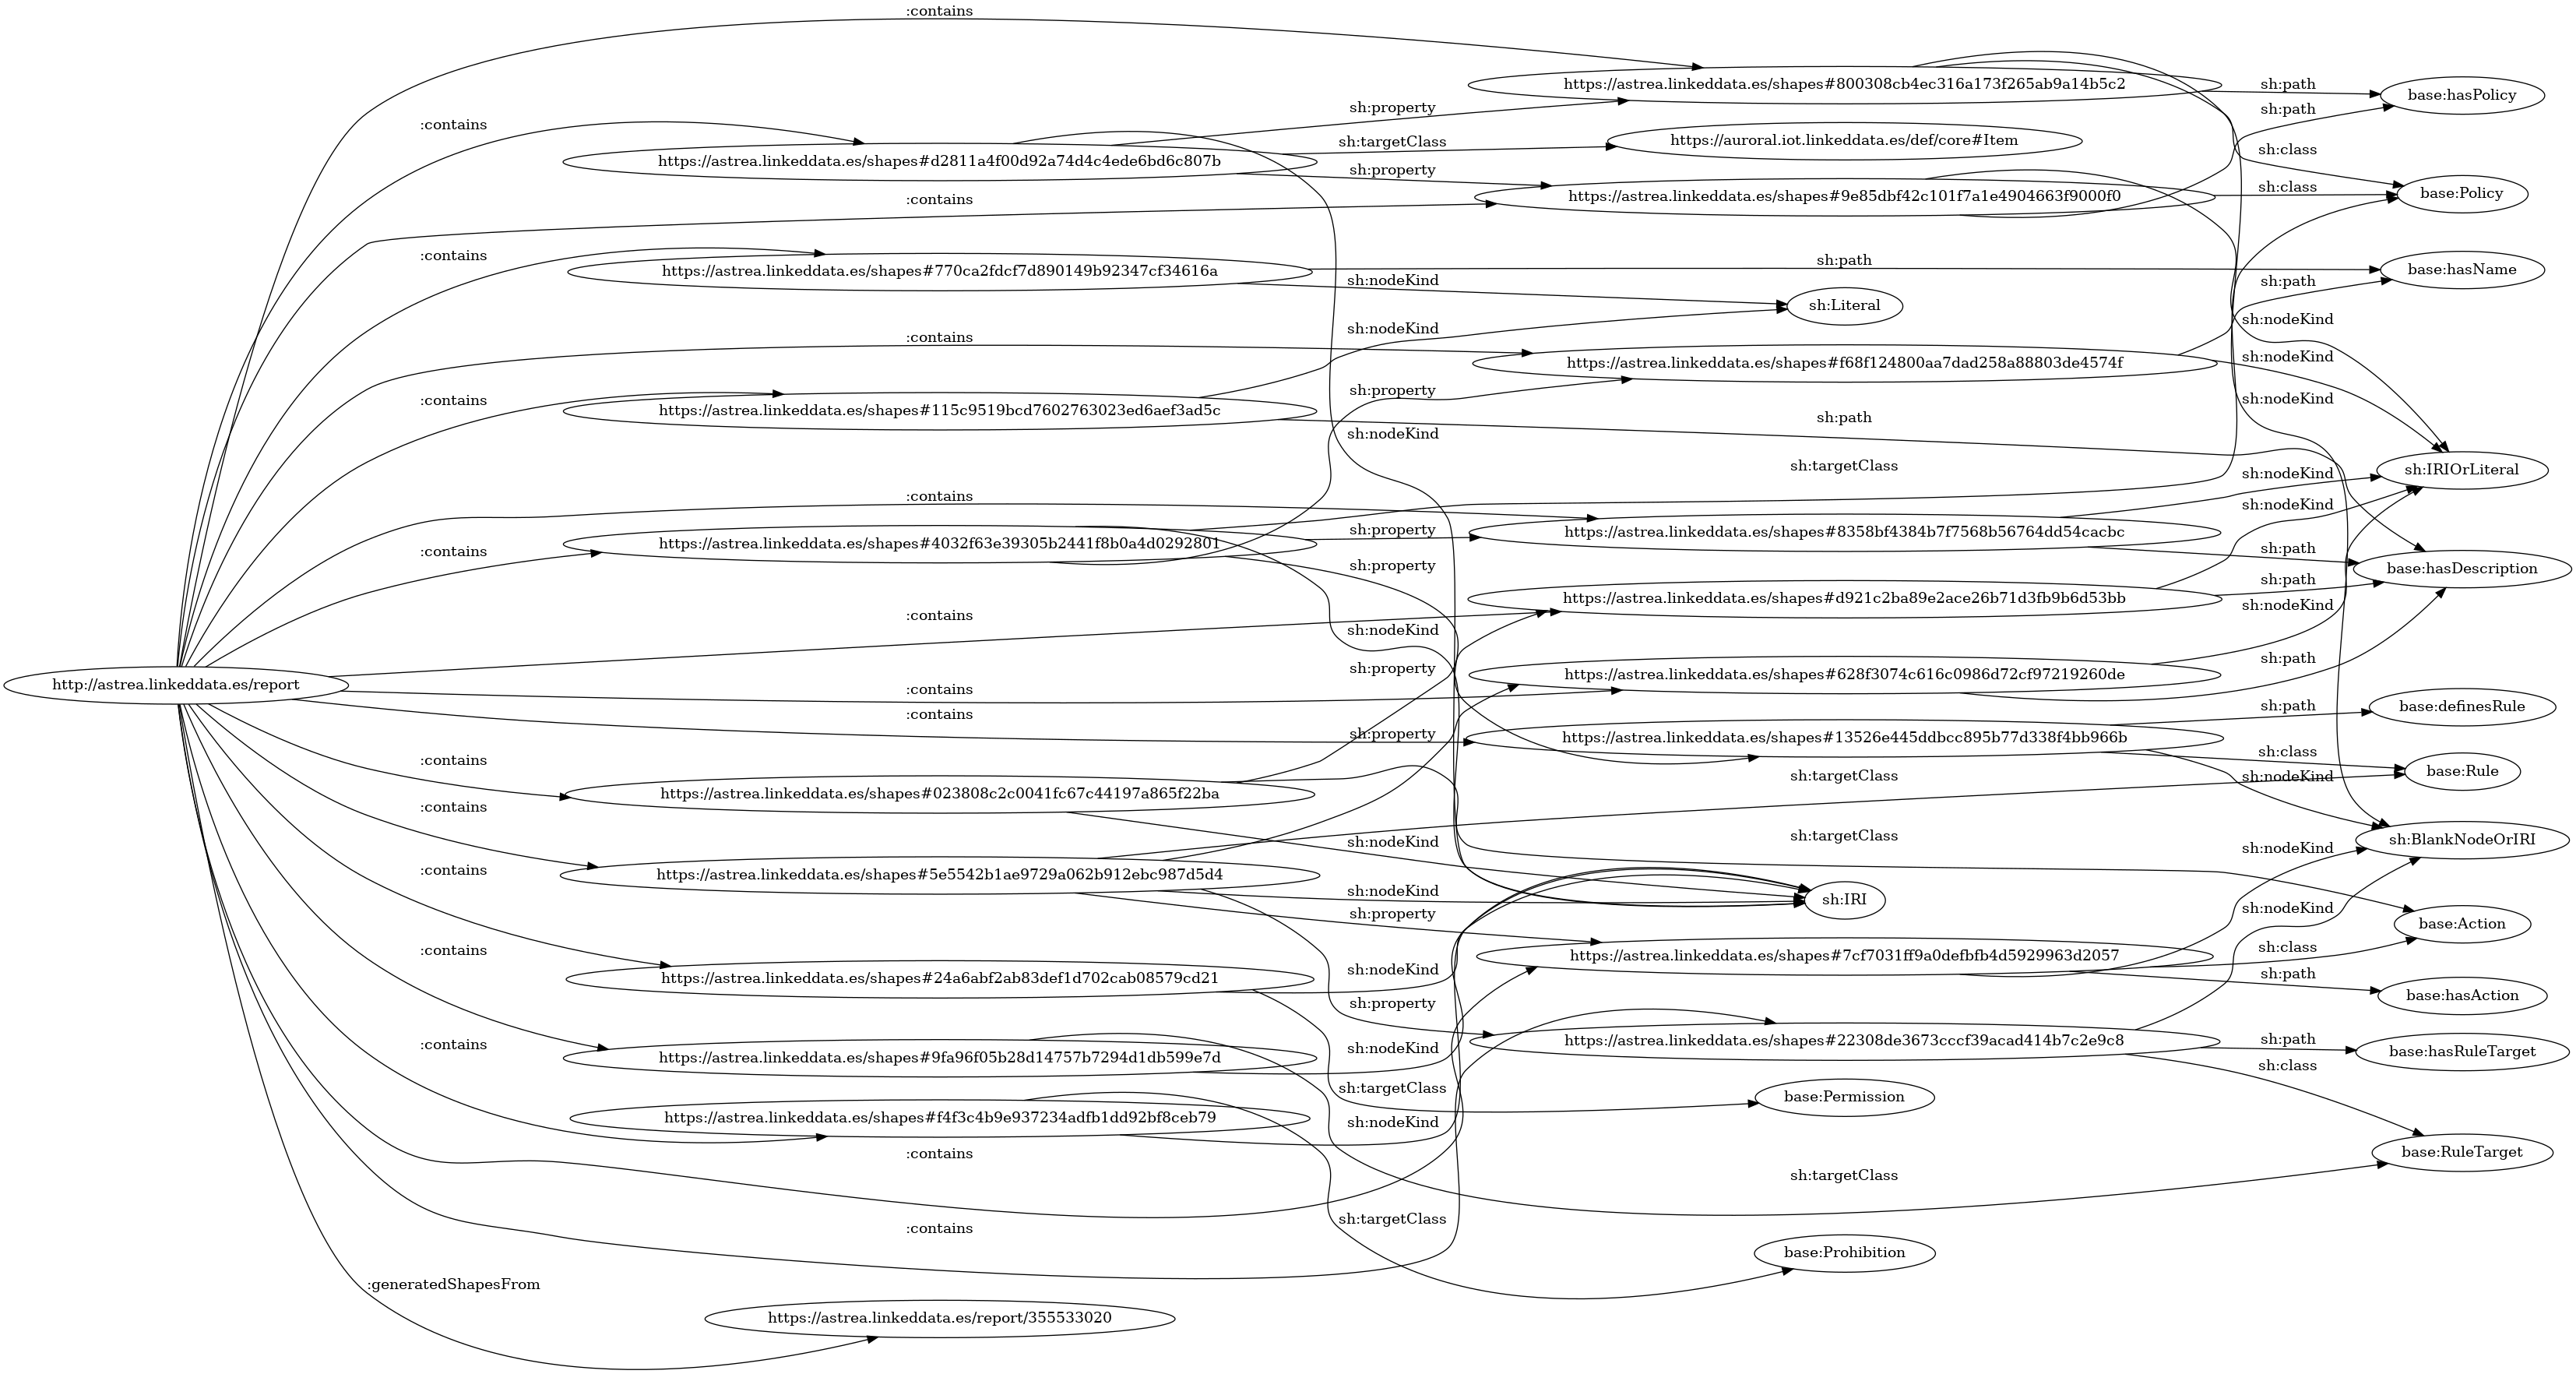 :contains
https://astrea.linkeddata.es/shapes#800308cb4ec316a173f265ab9a14b5c2
sh:path
base:hasPolicy
:contains
sh:property
sh:path
https://astrea.linkeddata.es/shapes#d2811a4f00d92a74d4c4ede6bd6c807b
sh:targetClass
https://auroral.iot.linkeddata.es/def/core#Item
sh:class
sh:property
https://astrea.linkeddata.es/shapes#9e85dbf42c101f7a1e4904663f9000f0
sh:class
base:Policy
:contains
:contains
https://astrea.linkeddata.es/shapes#770ca2fdcf7d890149b92347cf34616a
sh:path
base:hasName
sh:nodeKind
sh:path
sh:Literal
sh:nodeKind
sh:nodeKind
:contains
https://astrea.linkeddata.es/shapes#f68f124800aa7dad258a88803de4574f
sh:nodeKind
:contains
sh:property
sh:nodeKind
https://astrea.linkeddata.es/shapes#115c9519bcd7602763023ed6aef3ad5c
sh:path
sh:nodeKind
sh:targetClass
sh:nodeKind
sh:IRIOrLiteral
:contains
sh:nodeKind
:contains
https://astrea.linkeddata.es/shapes#4032f63e39305b2441f8b0a4d0292801
sh:property
https://astrea.linkeddata.es/shapes#8358bf4384b7f7568b56764dd54cacbc
sh:path
sh:property
base:hasDescription
sh:path
:contains
https://astrea.linkeddata.es/shapes#d921c2ba89e2ace26b71d3fb9b6d53bb
sh:nodeKind
sh:nodeKind
sh:path
sh:property
http://astrea.linkeddata.es/report
:contains
https://astrea.linkeddata.es/shapes#628f3074c616c0986d72cf97219260de
:contains
sh:path
base:definesRule
sh:property
https://astrea.linkeddata.es/shapes#13526e445ddbcc895b77d338f4bb966b
sh:class
:contains
sh:targetClass
sh:nodeKind
base:Rule
https://astrea.linkeddata.es/shapes#023808c2c0041fc67c44197a865f22ba
:contains
sh:targetClass
sh:nodeKind
sh:nodeKind
sh:BlankNodeOrIRI
:contains
https://astrea.linkeddata.es/shapes#5e5542b1ae9729a062b912ebc987d5d4
sh:nodeKind
sh:IRI
sh:property
sh:nodeKind
base:Action
:contains
sh:nodeKind
https://astrea.linkeddata.es/shapes#7cf7031ff9a0defbfb4d5929963d2057
sh:class
sh:path
https://astrea.linkeddata.es/shapes#24a6abf2ab83def1d702cab08579cd21
sh:property
base:hasAction
:contains
https://astrea.linkeddata.es/shapes#22308de3673cccf39acad414b7c2e9c8
sh:path
base:hasRuleTarget
sh:nodeKind
https://astrea.linkeddata.es/shapes#9fa96f05b28d14757b7294d1db599e7d
sh:class
sh:targetClass
base:Permission
https://astrea.linkeddata.es/shapes#f4f3c4b9e937234adfb1dd92bf8ceb79
sh:nodeKind
:contains
base:RuleTarget
sh:targetClass
:contains
sh:targetClass
base:Prohibition
:generatedShapesFrom
https://astrea.linkeddata.es/report/355533020